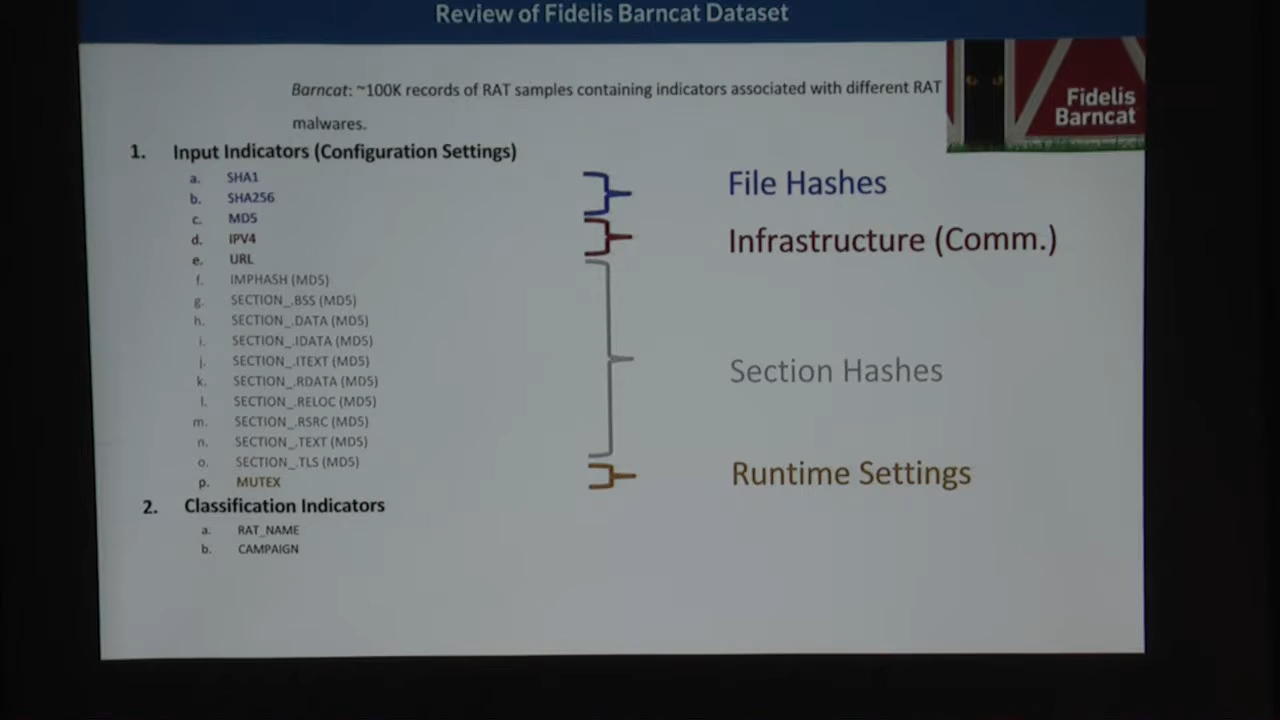 Review of Fidelis Barncat Dataset
Barncat: ~100K records of RAT samples containing indicators associated with different RAT
malwares.
Fidelis
Barncat
1. Input Indicators (Configuration Settings)
a. SHA1
b. SHA256
c. MD5
d. IPV4
e. URL
f. IMPHASH (MD5)
g. SECTION_.BSS (MD5)
h. SECTION_.DATA (MD5)
i. SECTION_.IDATA (MD5)
j. SECTION_.ITEXT (MD5)
k. SECTION_.RDATA (MD5)
l. SECTION_.RELOC (MD5)
m. SECTION_.RSRC (MD5)
n. SECTION_.TEXT (MD5)
o. SECTION_.TLS (MD5)
p. MUTEX
File Hashes
Infrastructure (Comm.)
Section Hashes
Runtime Settings
2. Classification Indicators
a. RAT_NAME
b. CAMPAIGN